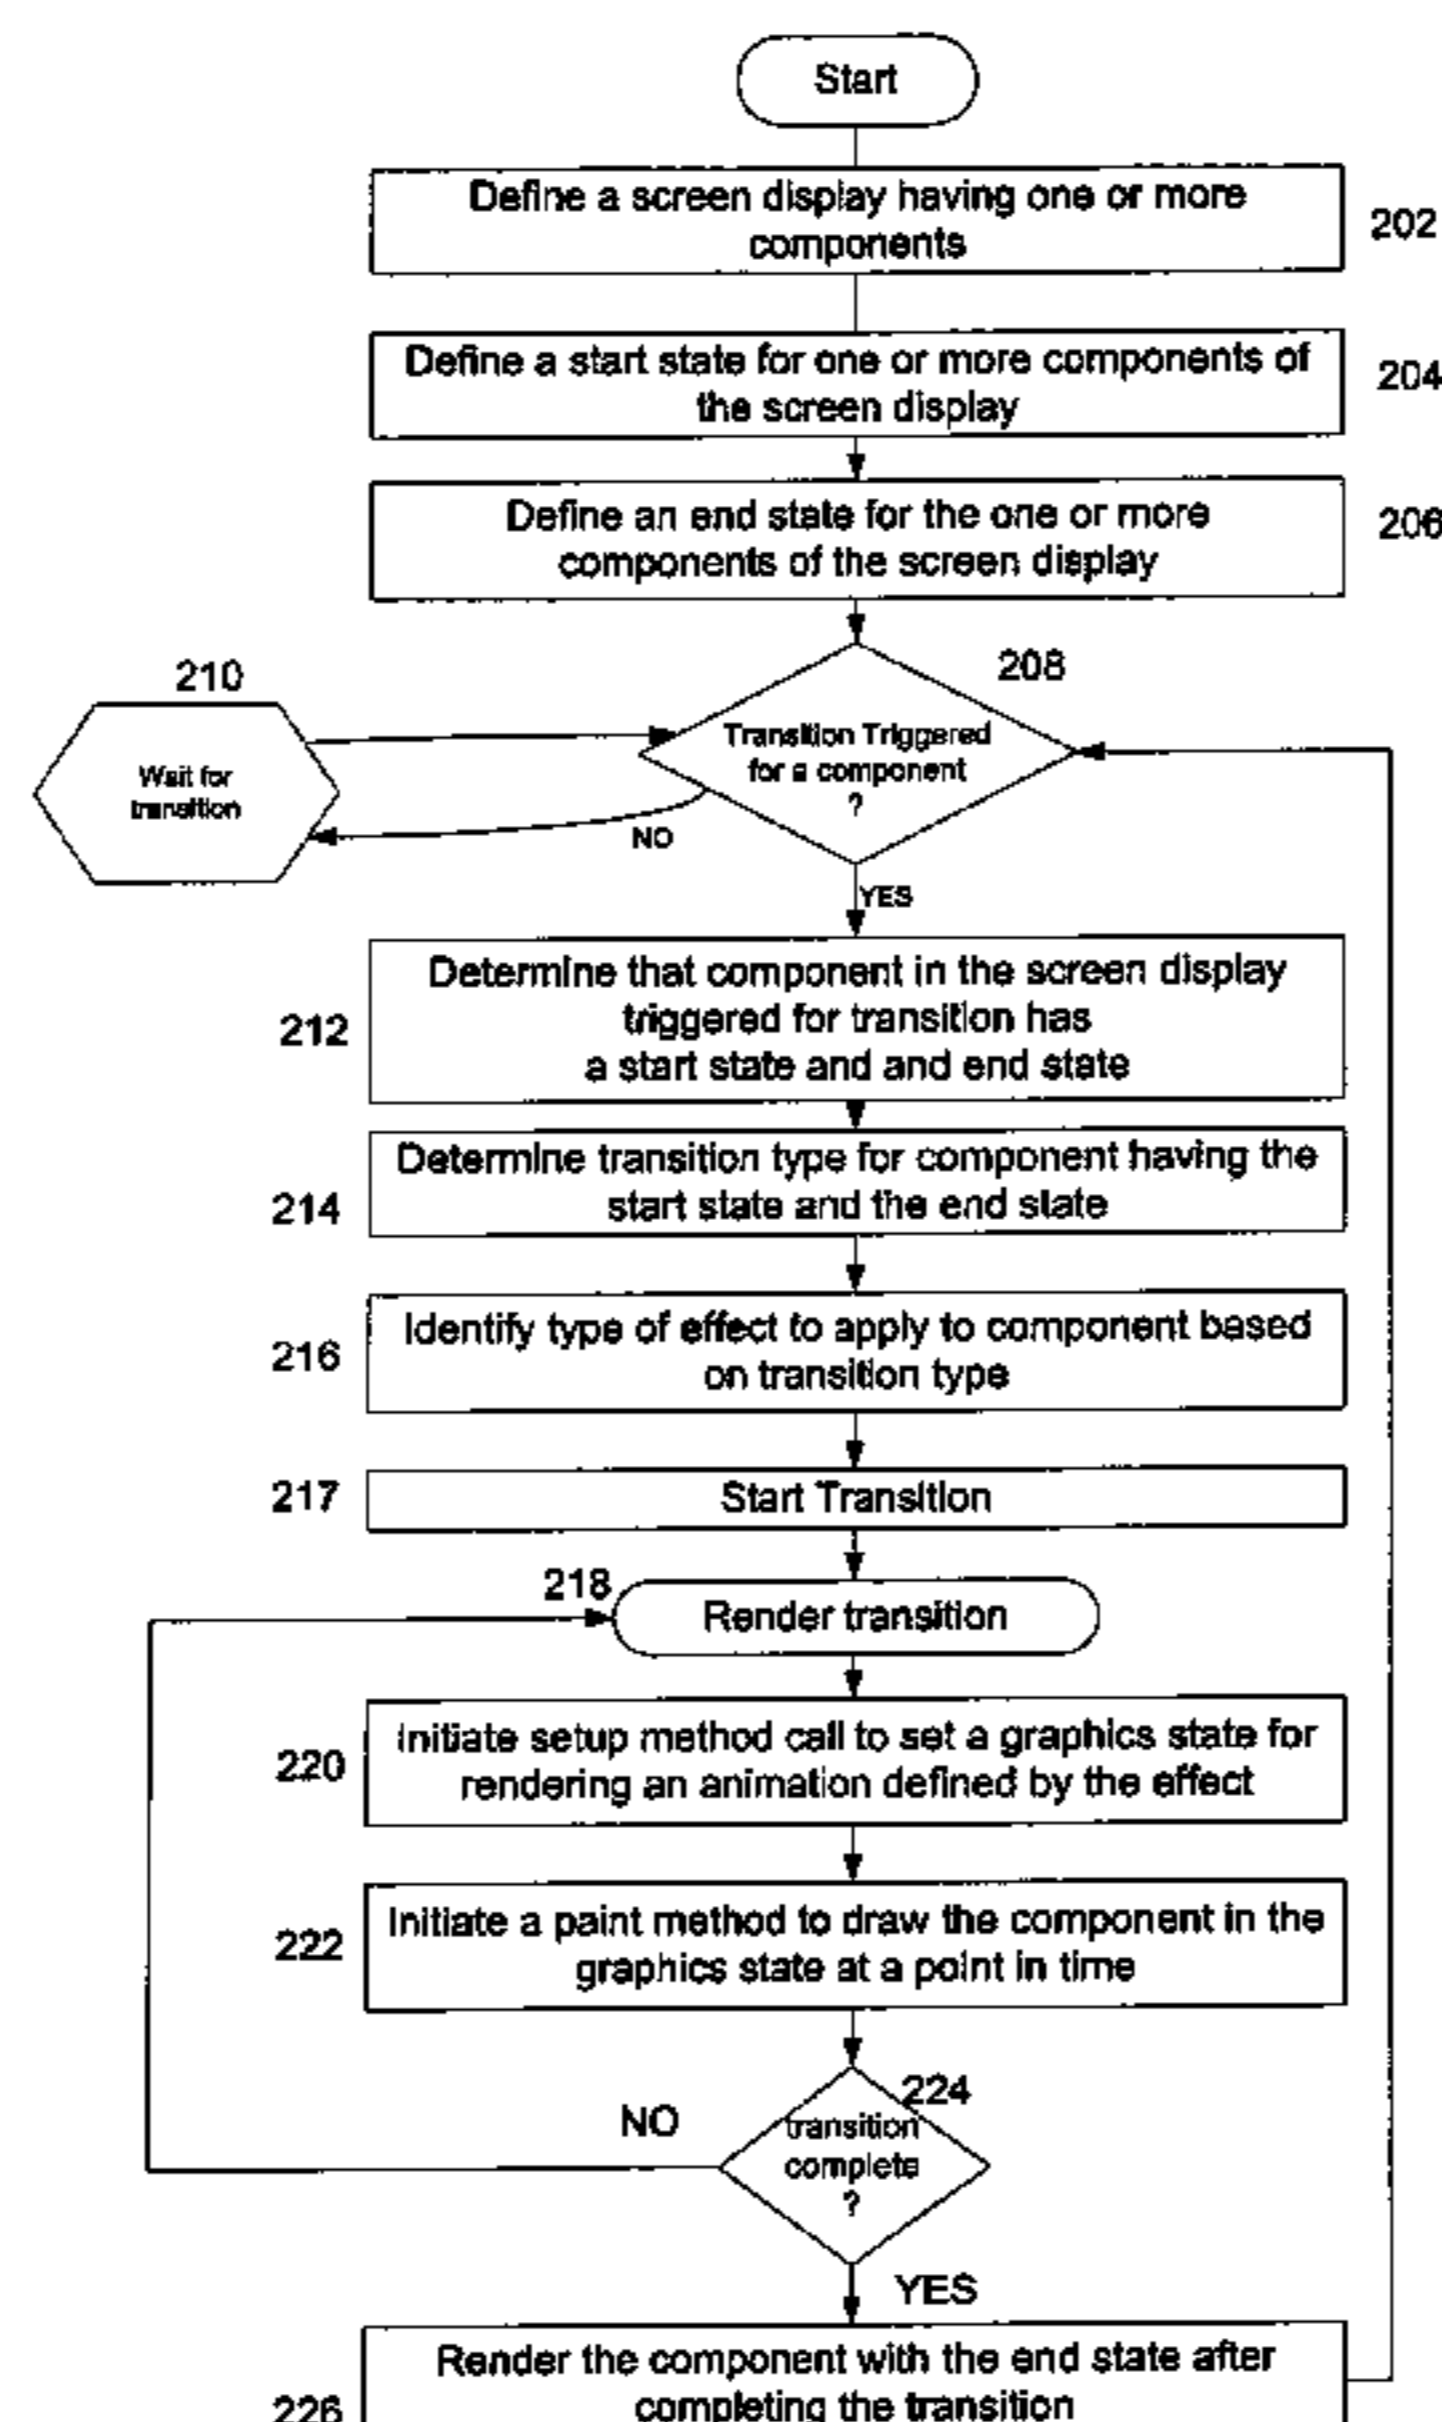 Start
Define a screen display having one or more
components
202
Define a start state for one or more components of
the screen display
204
Define an end state for the one or more
components of the screen display
206
208
210
Transition Triggered
for a component
?
Wait for
transition
NO
YES
Determine that component in the screen display
triggered for transition has
a start state and and end state
212
Determine transition type for component having the
start state and the end state
214
Identify type of effect to apply to component based
on transition type
216
Start Transition
217
218
Render transition
Initiate setup method call to set a graphics state for
rendering an animation defined by the effect
220
Initiate a paint method to draw the component in the
graphics state at a point in time
222
224
transition
complete
?
NO
YES
Render the component with the end state after
completing the transition
226